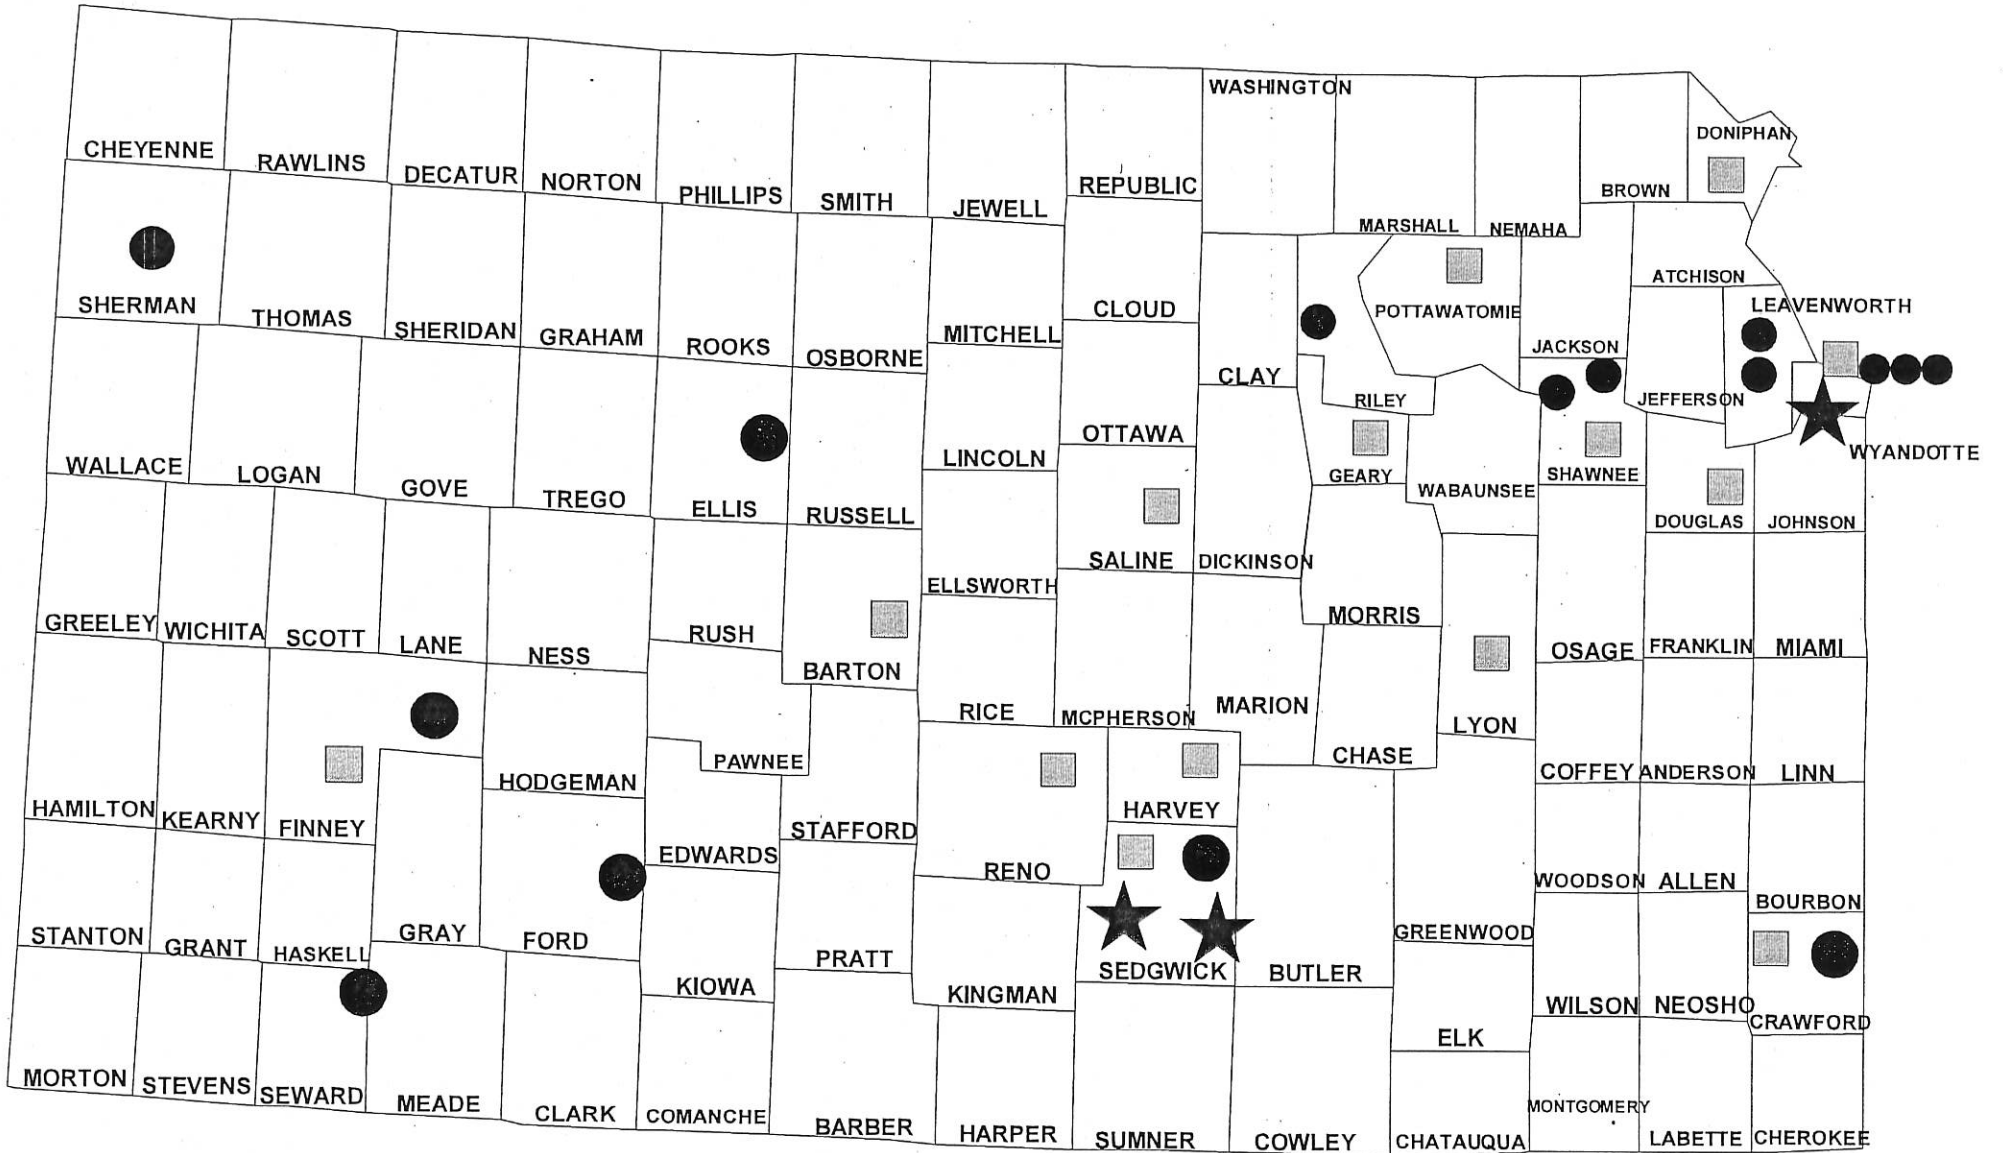 WASHINGTON
DONIPHAN
CHEYENNE
RAWLINS
DECATUR
NORTON
PHILLIPS
SMITH
JEWELL
REPUBLIC
MARSHALL
NEMAHA
BROWN
ATCHISON
SHERMAN
THOMAS
SHERIDAN
GRAHAM
ROOKS
OSBORNE
MITCHELL
CLOUD
CLAY
RILEY
POTTAWATOMIE
JACKSON
JEFFERSON
LEAVENWORTH
WYANDOTTE
WALLACE
LOGAN
GOVE
TREGO
ELLIS
RUSSELL
LINCOLN
OTTAWA
GEARY
WABAUNSEE
SHAWNEE
DOUGLAS
JOHNSON
SALINE
DICKINSON
ELLSWORTH
GREELEY
WICHITA
SCOTT
LANE
NESS
RUSH
BARTON
RICE
MCPHERSON
MARION
MORRIS
CHASE
LYON
OSAGE
FRANKLIN
MIAMI
HAMILTON
KEARNY
FINNEY
HODGEMAN
PAWNEE
STAFFORD
EDWARDS
RENO
HARVEY
COFFEY
ANDERSON
LINN
STANTON
GRANT
HASKELL
GRAY
FORD
KIOWA
PRATT
KINGMAN
SEDGWICK
BUTLER
GREENWOOD
WOODSON
ALLEN
BOURBON
WILSON
NEOSHO
CRAWFORD
ELK
MORTON
STEVENS
SEWARD
MEADE
CLARK
COMANCHE
BARBER
HARPER
SUMNER
COWLEY
CHATAUQUA
MONTGOMERY
LABETTE
CHEROKEE